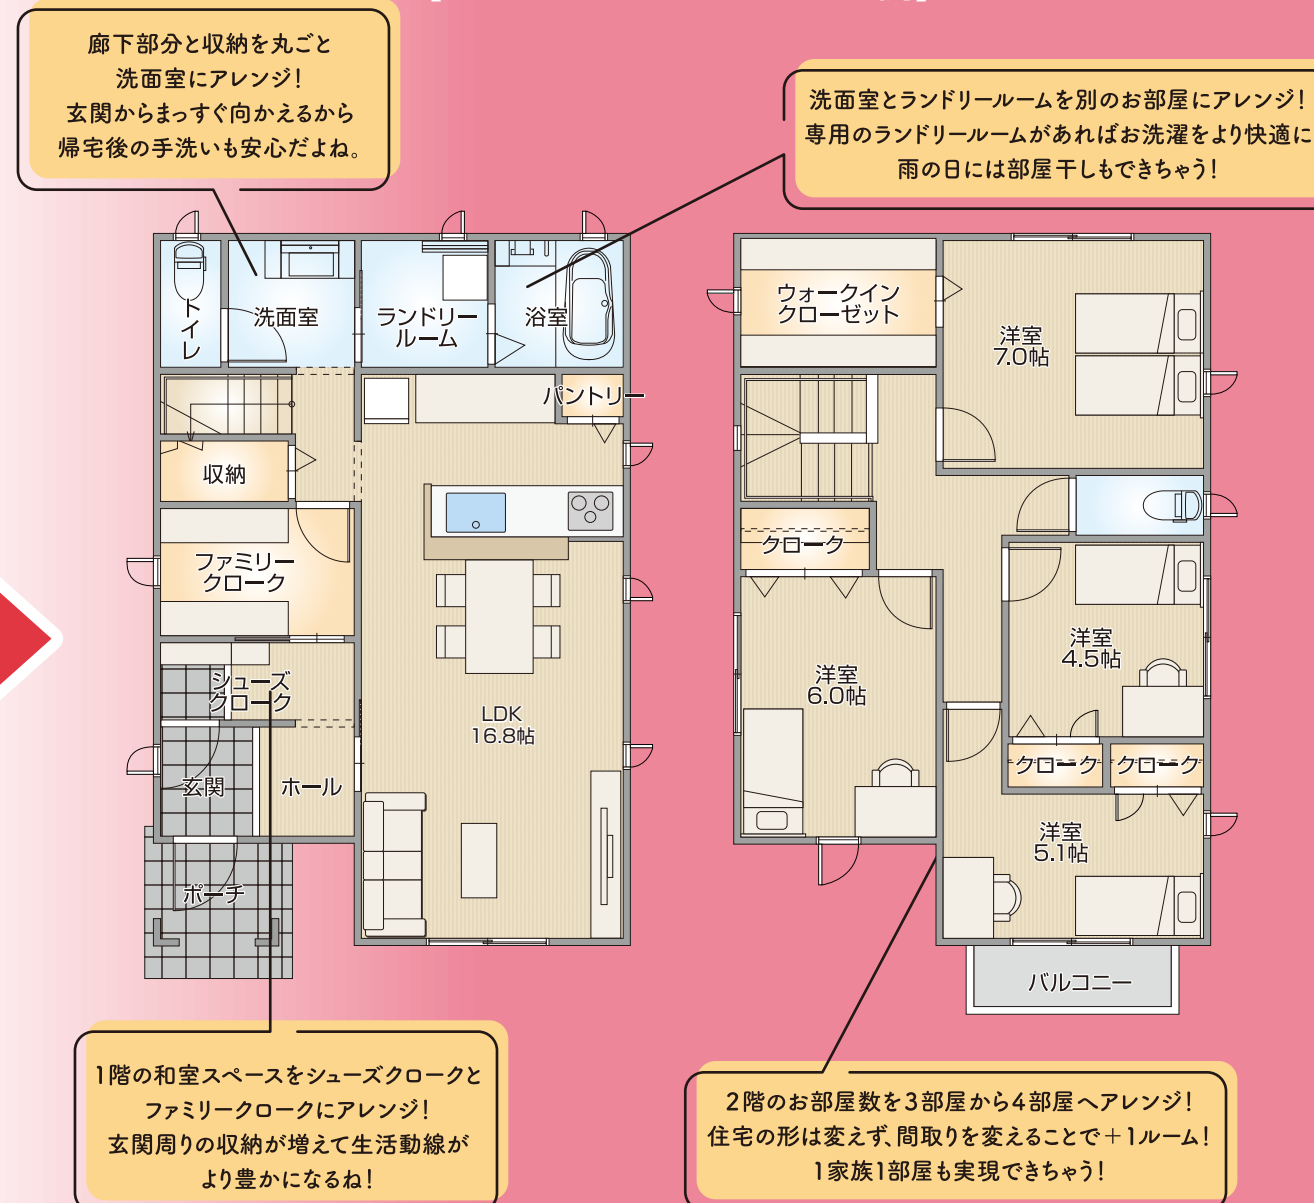 廊下部分と収納を丸ごと
洗面室にアレンジ!
玄関からまっすぐ向かえるから
帰宅後の手洗いも安心だよね。
洗面室とランドリールームを別のお部屋にアレンジ!
専用のランドリールームがあればお洗濯をより快適に
雨の日には部屋干しもできちゃう!
トイレ
洗面室
ランドリー
ルーム
浴室
パントリー
収納
ファミリー
クローク
シューズ
クローク
LDK
16.8帖
玄関
ホール
ポーチ
ウォークイン
クローゼット
洋室
7.0帖
クローク
洋室
4.5帖
洋室
6.0帖
クローク
クローク
洋室
5.1帖
バルコニー
1階の和室スペースをシューズクロークと
ファミリークロークにアレンジ!
玄関周りの収納が増えて生活動線が
より豊かになるね!
2階のお部屋数を3部屋から4部屋へアレンジ!
住宅の形は変えず、間取りを変えることで+1ルーム!
1家族1部屋も実現できちゃう!